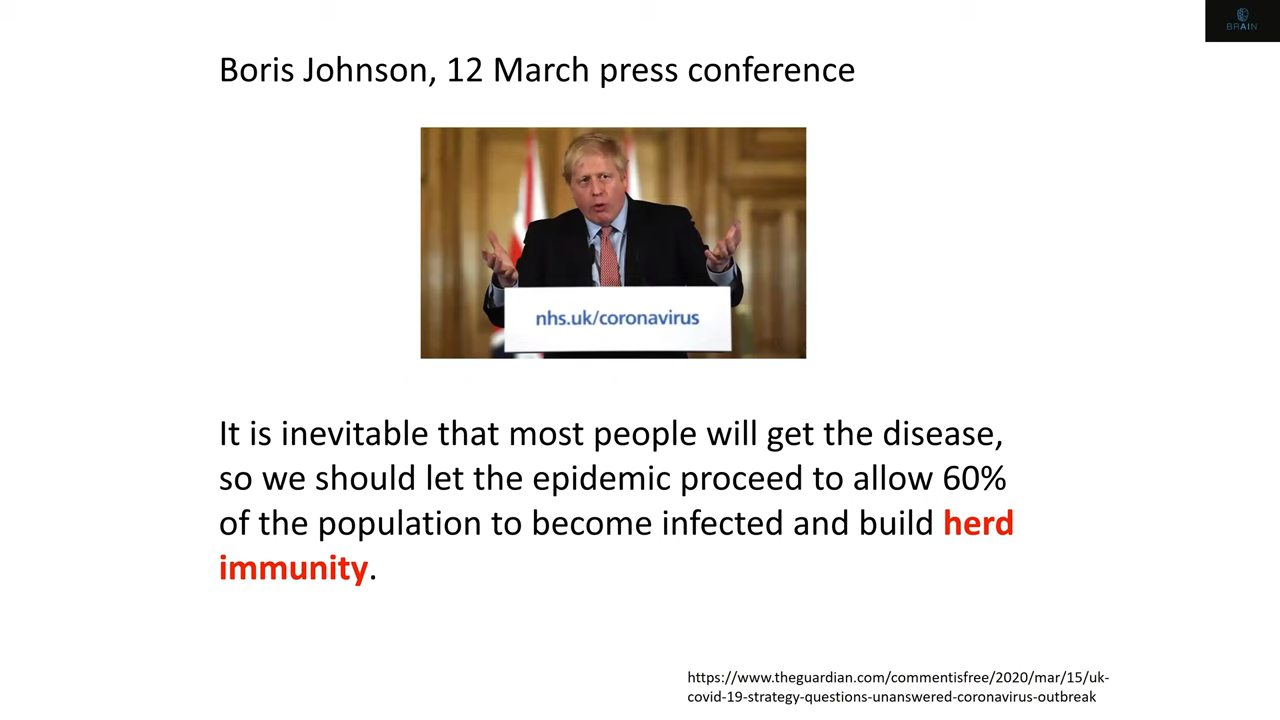 BRAIN
Boris Johnson, 12 March press conference
nhs.uk/coronavirus
It is inevitable that most people will get the disease,
so we should let the epidemic proceed to allow 60%
of the population to become infected and build herd
immunity.
https://www.theguardian.com/commentisfree/2020/mar/15/uk-
covid-19-strategy-questions-unanswered-coronavirus-outbreak